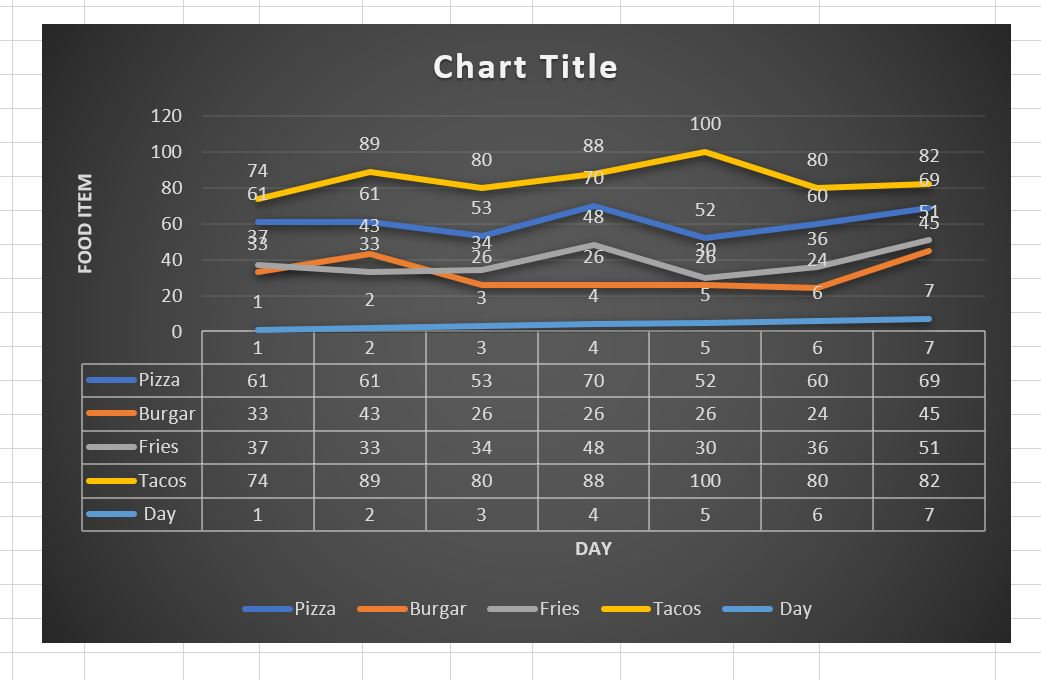 Chart Title
120
100
80
60
40
20
0
FOOD ITEM
74 89 80 88 100 80 82
61 61 53 70 52 60 69
37 33 34 48 30 36 51
33 43 26 26 26 24 45
1 2 3 4 5 6 7
1 2 3 4 5 6 7
Pizza 61 61 53 70 52 60 69
Burgar 33 43 26 26 26 24 45
Fries 37 33 34 48 30 36 51
Tacos 74 89 80 88 100 80 82
Day 1 2 3 4 5 6 7
DAY
Pizza Burgar Fries Tacos Day